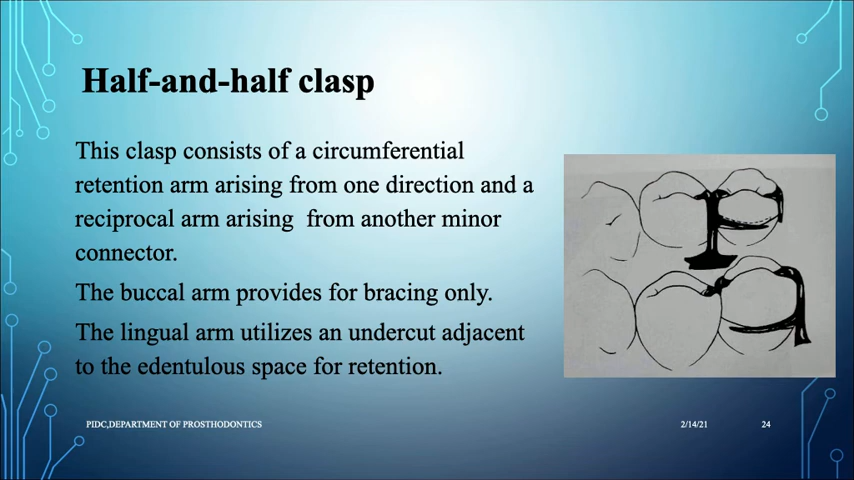 Half-and-half clasp
This clasp consists of a circumferential
retention arm arising from one direction and a
reciprocal arm arising from another minor
connector.
The buccal arm provides for bracing only.
The lingual arm utilizes an undercut adjacent
to the edentulous space for retention.
PIDC,DEPARTMENT OF PROSTHODONTICS
2/14/21
24